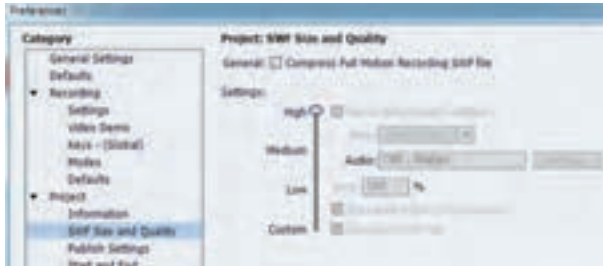 Preferences
Category
General Settings
Defaults
Recording
Settings
Video Demo
Keys - (Global)
Modes
Defaults
Project
Information
SWF Size and Quality
Publish Settings
Start and End
Project: SWF Size and Quality
General: Compress Full Motion Recording SWF file
Settings:
High
Medium
Audio:
Low
%
Custom